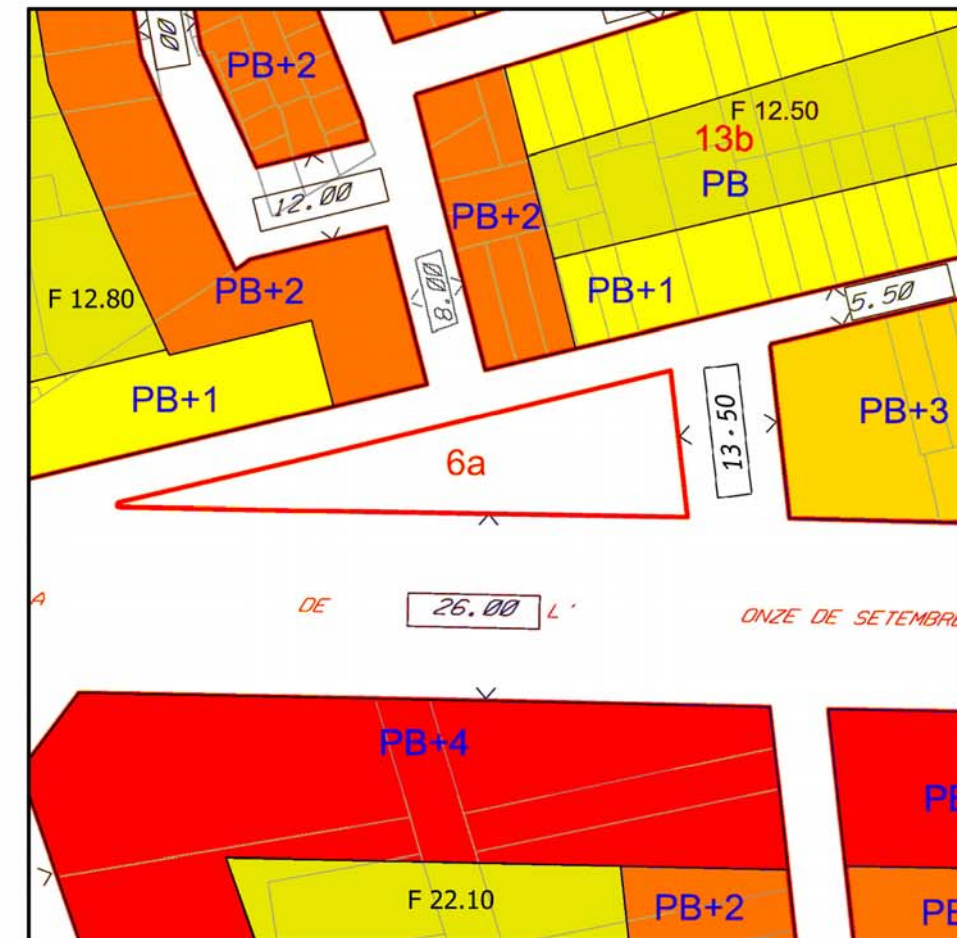 00
PB+2
F 12.50
13b
PB
12.00
PB+2
8.00
PB+2
F 12.80
PB+1
5.50
PB+1
13.50
PB+3
6a
A DE 26.00 L' ONZE DE SETEMBRE
PB+4
F 22.10
PB+2